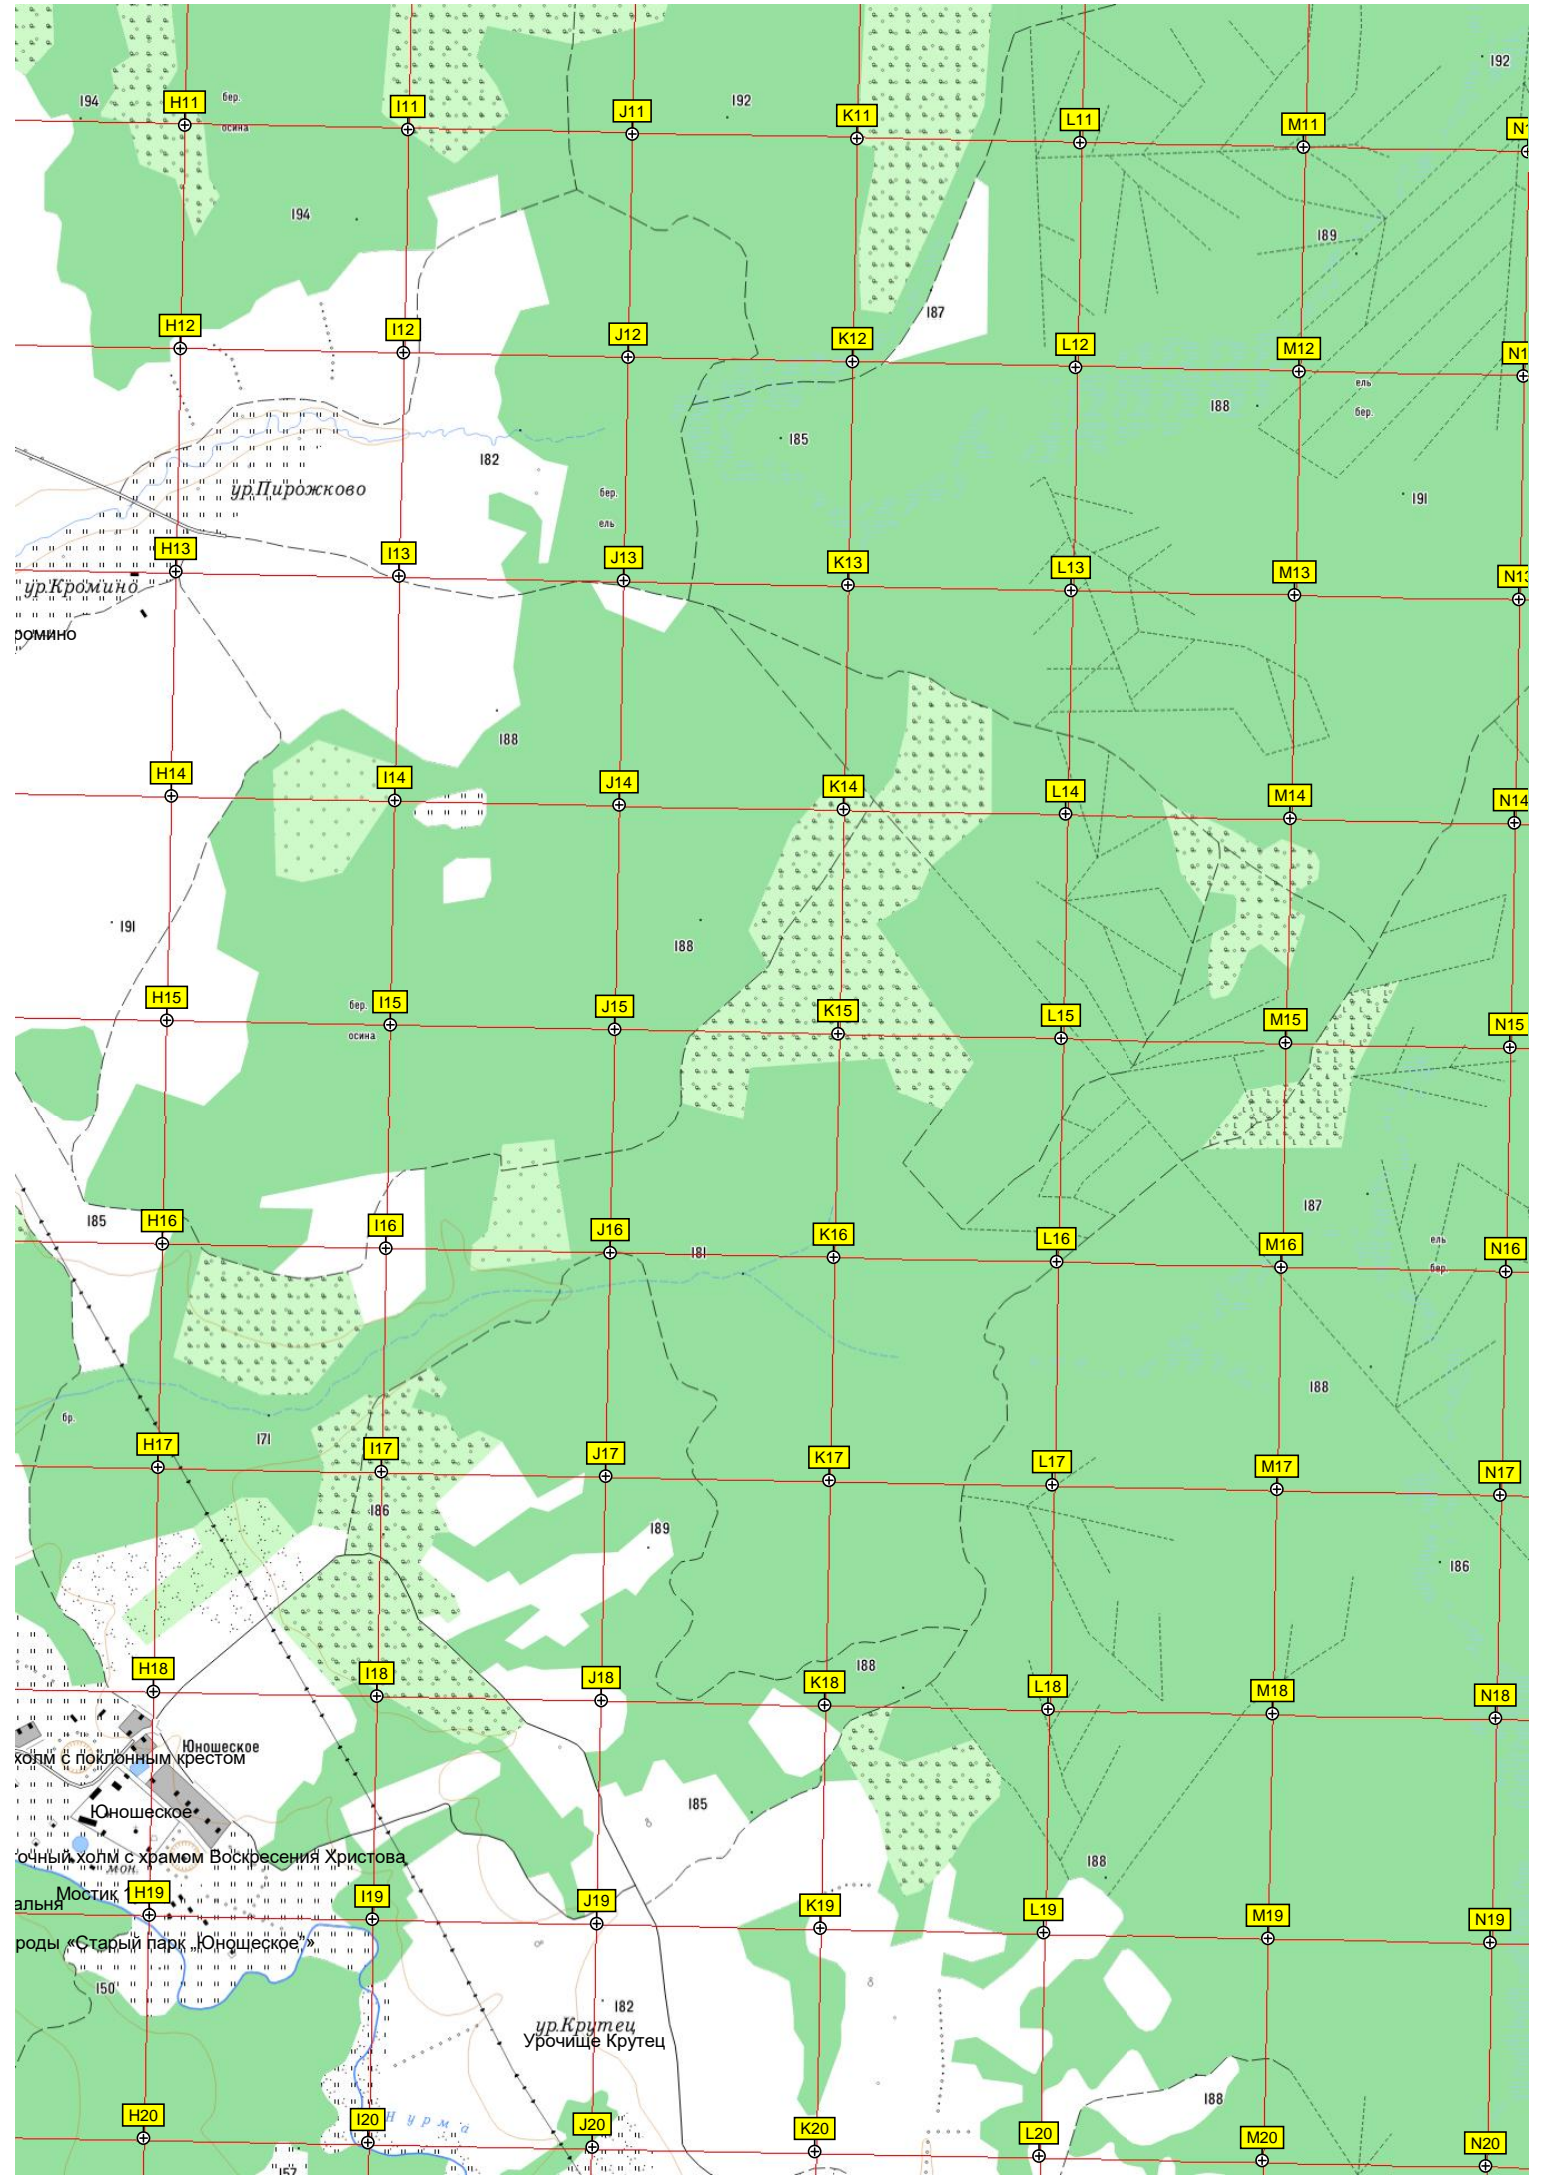 192
194
H11
бер.
осина
I11
J11
192
K11
L11
M11
194
189
187
H12
I12
J12
K12
L12
M12
ель
бер.
188
185
182
191
ур.Пирожково
бер.
ель
H13
I13
J13
K13
L13
M13
N13
ур.Кромино
188
H14
I14
J14
K14
L14
M14
N14
191
188
H15
бер.
осина
I15
J15
K15
L15
M15
N15
187
185
H16
I16
J16
181
K16
L16
M16
ель
бер.
N16
188
бр.
171
H17
I17
J17
K17
L17
M17
N17
186
189
186
188
H18
I18
J18
K18
L18
M18
N18
Юношеское
холм с поклонным крестом
185
Юношеское
очный холм с храмом Воскресения Христова
мон.
188
Мостик 1
H19
I19
J19
K19
L19
M19
N19
альня
роды «Старый парк „Юношеское"»
150
182
ур.Крутец
Урочище Крутец
188
H20
I20
Нурма
J20
K20
L20
M20
N20
157